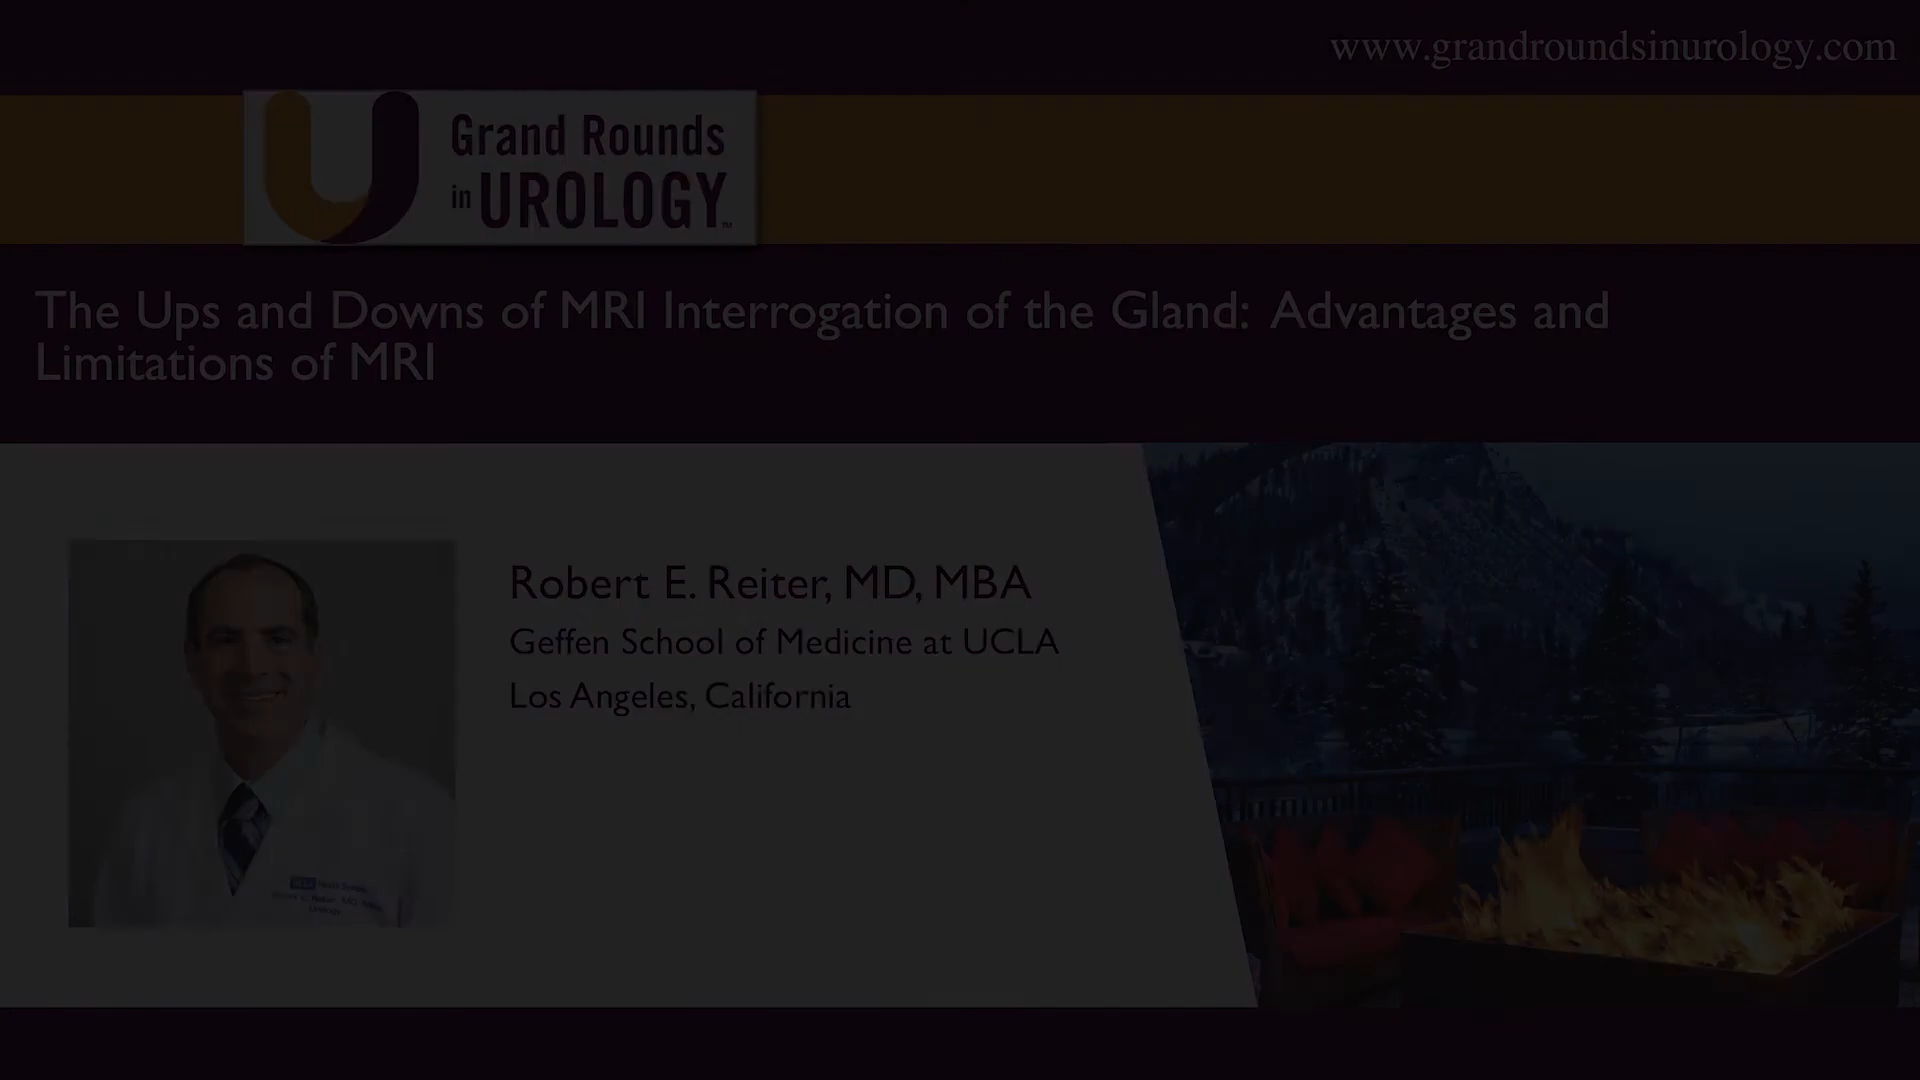 www.grandroundsinurology.com
Grand Rounds
in UROLOGY™
The Ups and Downs of MRI Interrogation of the Gland: Advantages and
Limitations of MRI
Robert E. Reiter, MD, MBA
Geffen School of Medicine at UCLA
Los Angeles, California